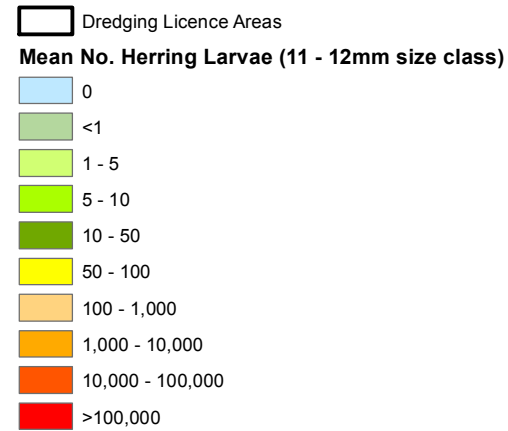 Dredging Licence Areas
Mean No. Herring Larvae (11 - 12mm size class)
0
<1
1 - 5
5 - 10
10 - 50
50 - 100
100 - 1,000
1,000 - 10,000
10,000 - 100,000
>100,000